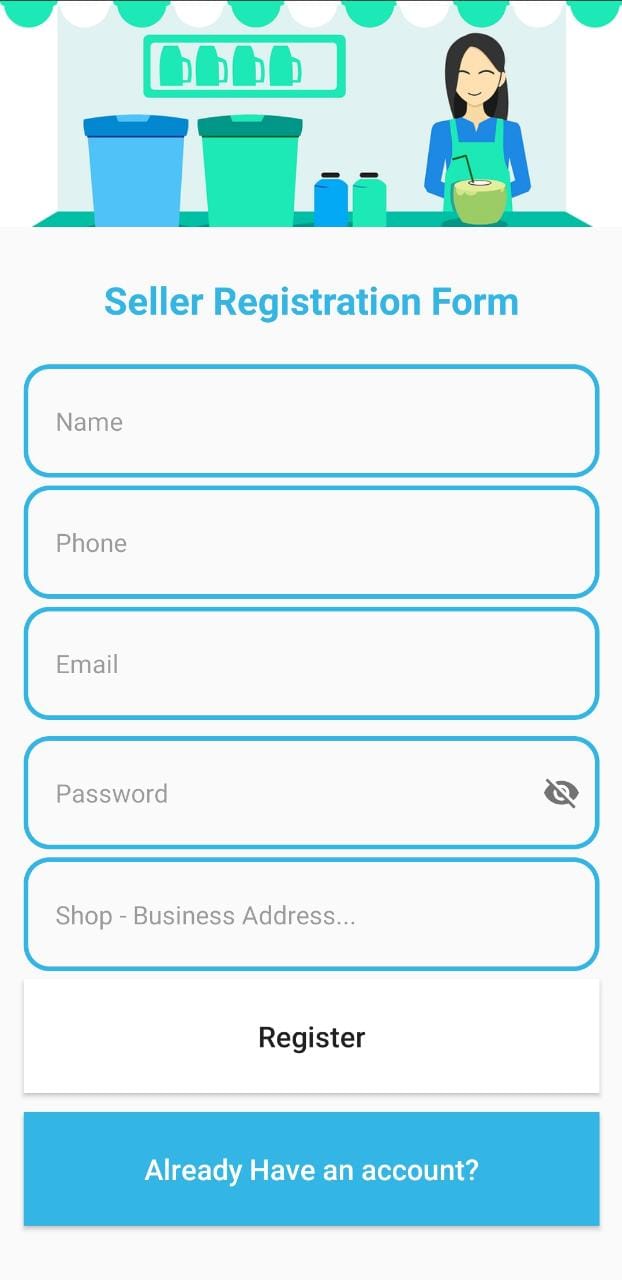 Seller Registration Form
Name
Phone
Email
Password
Shop - Business Address...
Register
Already Have an account?